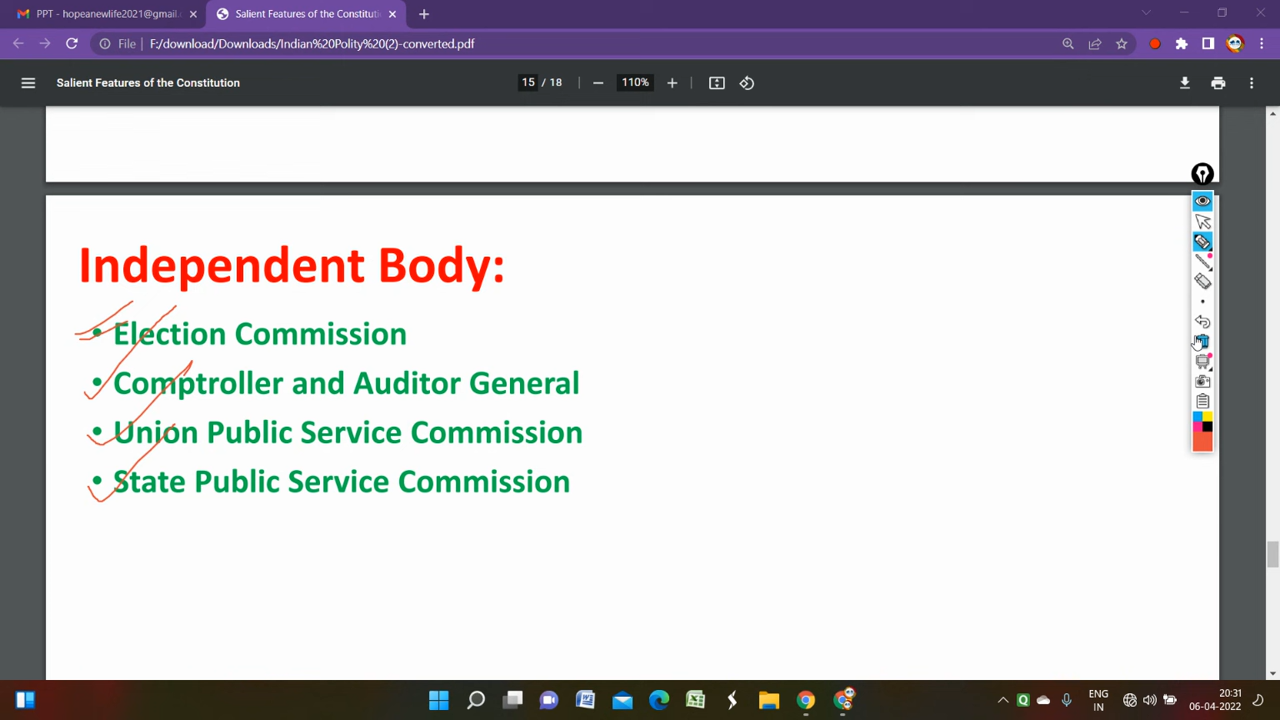 PPT - hopeanewlife2021@gmail.
Salient Features of the Constitutio
File
F:/download/Downloads/Indian%20Polity%20(2)-converted.pdf
Salient Features of the Constitution
15 / 18
110%
Independent Body:
• Election Commission
• Comptroller and Auditor General
• Union Public Service Commission
• State Public Service Commission
ENG
IN
20:31
06-04-2022